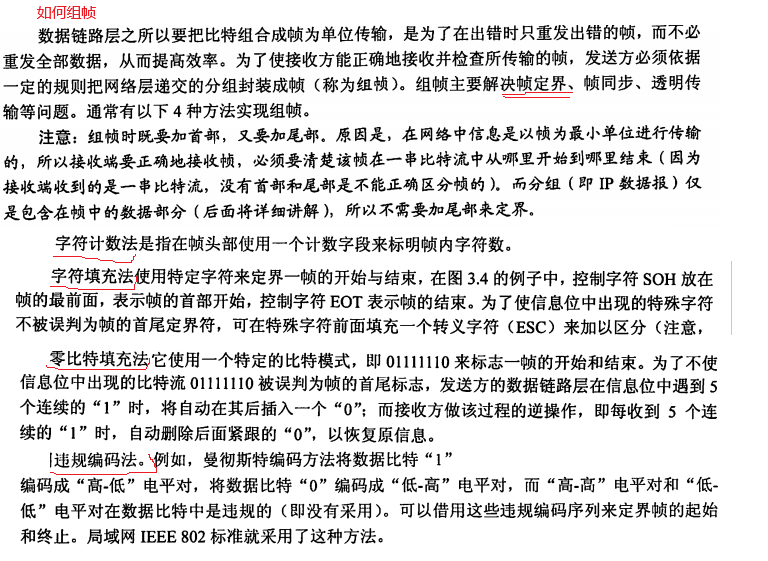 如何组帧
数据链路层之所以要把比特组合成帧为单位传输，是为了在出错时只重发出错的帧，而不必
重发全部数据，从而提高效率。为了使接收方能正确地接收并检查所传输的帧，发送方必须依据
一定的规则把网络层递交的分组封装成帧（称为组帧）。组帧主要解决帧定界、帧同步、透明传
输等问题。通常有以下 4 种方法实现组帧。
注意：组帧时既要加首部，又要加尾部。原因是，在网络中信息是以帧为最小单位进行传输
的，所以接收端要正确地接收帧，必须要清楚该帧在一串比特流中从哪里开始到哪里结束（因为
接收端收到的是一串比特流，没有首部和尾部是不能正确区分帧的）。而分组（即 IP 数据报）仅
是包含在帧中的数据部分（后面将详细讲解），所以不需要加尾部来定界。
字符计数法是指在帧头部使用一个计数字段来标明帧内字符数。
字符填充法使用特定字符来定界一帧的开始与结束，在图 3.4 的例子中，控制字符 SOH 放在
帧的最前面，表示帧的首部开始，控制字符 EOT 表示帧的结束。为了使信息位中出现的特殊字符
不被误判为帧的首尾定界符，可在特殊字符前面填充一个转义字符（ESC）来加以区分（注意，
零比特填充法它使用一个特定的比特模式，即 01111110 来标志一帧的开始和结束。为了不使
信息位中出现的比特流 01111110 被误判为帧的首尾标志，发送方的数据链路层在信息位中遇到 5
个连续的“1”时，将自动在其后插入一个“0”；而接收方做该过程的逆操作，即每收到 5 个连
续的“1”时，自动删除后面紧跟的“0”，以恢复原信息。
违规编码法。例如，曼彻斯特编码方法将数据比特“1”
编码成“高-低”电平对，将数据比特“0”编码成“低-高”电平对，而“高-高”电平对和“低-
低”电平对在数据比特中是违规的（即没有采用）。可以借用这些违规编码序列来定界帧的起始
和终止。局域网 IEEE 802 标准就采用了这种方法。